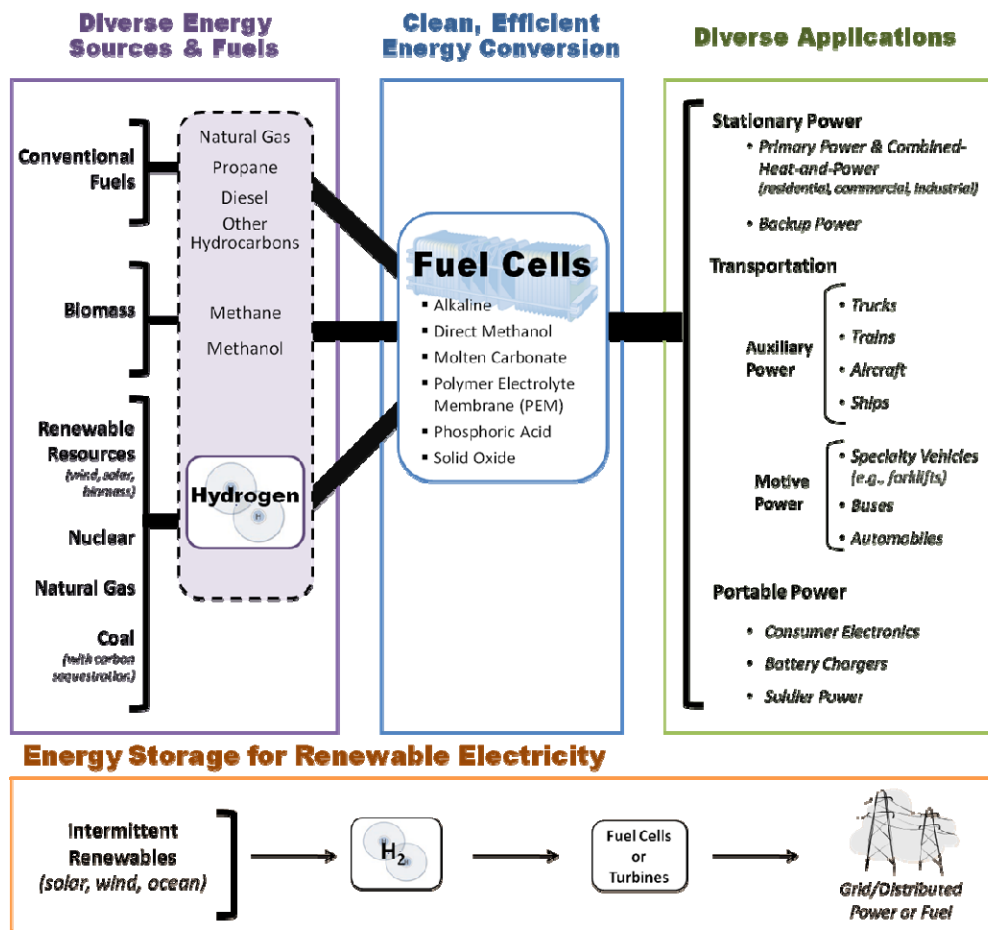 Diverse Energy
Sources & Fuels
Clean, Efficient
Energy Conversion
Diverse Applications
Conventional
Fuels
Natural Gas
Propane
Diesel
Other
Hydrocarbons
Biomass
Methane
Methanol
Renewable
Resources
(wind, solar,
biomass)
Hydrogen
H
Nuclear
Natural Gas
Coal
(with carbon
sequestration)
Fuel Cells
▪ Alkaline
▪ Direct Methanol
▪ Molten Carbonate
▪ Polymer Electrolyte
Membrane (PEM)
▪ Phosphoric Acid
▪ Solid Oxide
Stationary Power
• Primary Power & Combined-
Heat-and-Power
(residential, commercial, industrial)
• Backup Power
Transportation
Auxiliary
Power
• Trucks
• Trains
• Aircraft
• Ships
Motive
Power
• Specialty Vehicles
(e.g., forklifts)
• Buses
• Automobiles
Portable Power
• Consumer Electronics
• Battery Chargers
• Soldier Power
Energy Storage for Renewable Electricity
Intermittent
Renewables
(solar, wind, ocean)
H₂
Fuel Cells
or
Turbines
Grid/Distributed
Power or Fuel